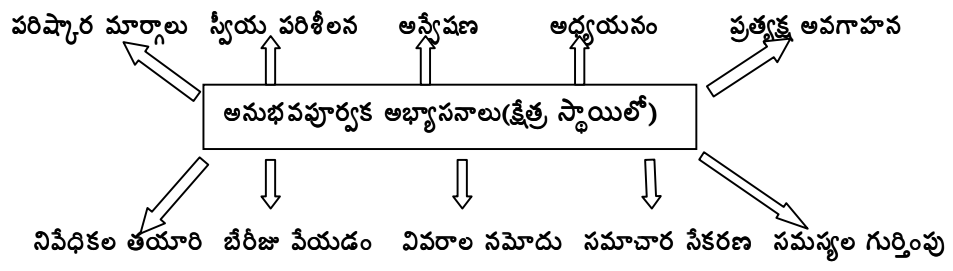 పరిష్కార మార్గాలు స్వీయ పరిశీలన అన్వేషణ అధ్యయనం ప్రత్యక్ష అవగాహన
అనుభవపూర్వక అభ్యాసనాలు(క్షేత్ర స్థాయిలో)
నివేధికల తయారి బేరీజు వేయడం వివరాల నమోదు సమాచార సేకరణ సమస్యల గుర్తింపు